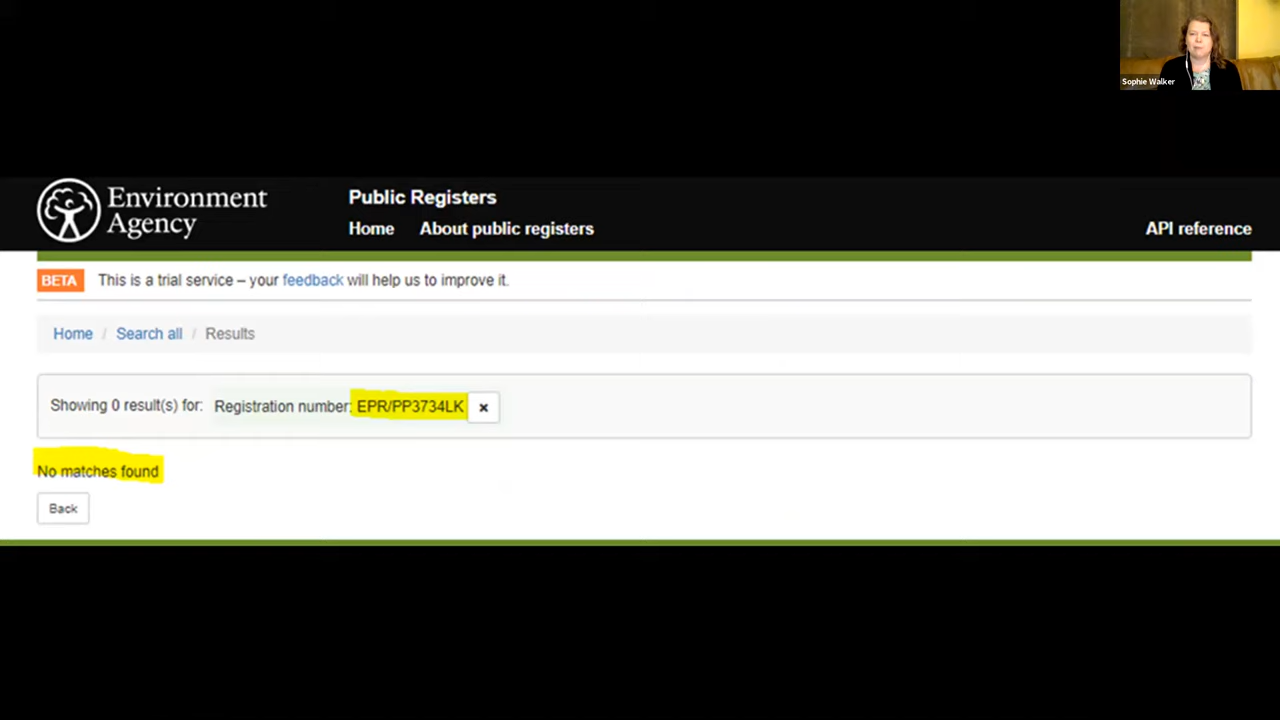 Sophie Walker
Environment
Agency
Public Registers
Home About public registers API reference
BETA This is a trial service – your feedback will help us to improve it.
Home / Search all / Results
Showing 0 result(s) for: Registration number: EPR/PP3734LK ×
No matches found
Back